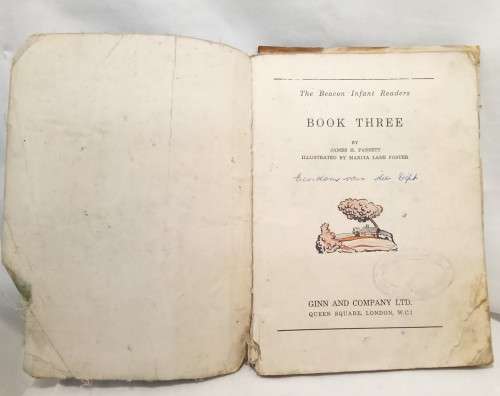 The Beacon Infant Readers
BOOK THREE
BY
JAMES H. FASSETT
ILLUSTRATED BY MARCIA LANE FOSTER
GINN AND COMPANY LTD.
QUEEN SQUARE, LONDON, W.C.1